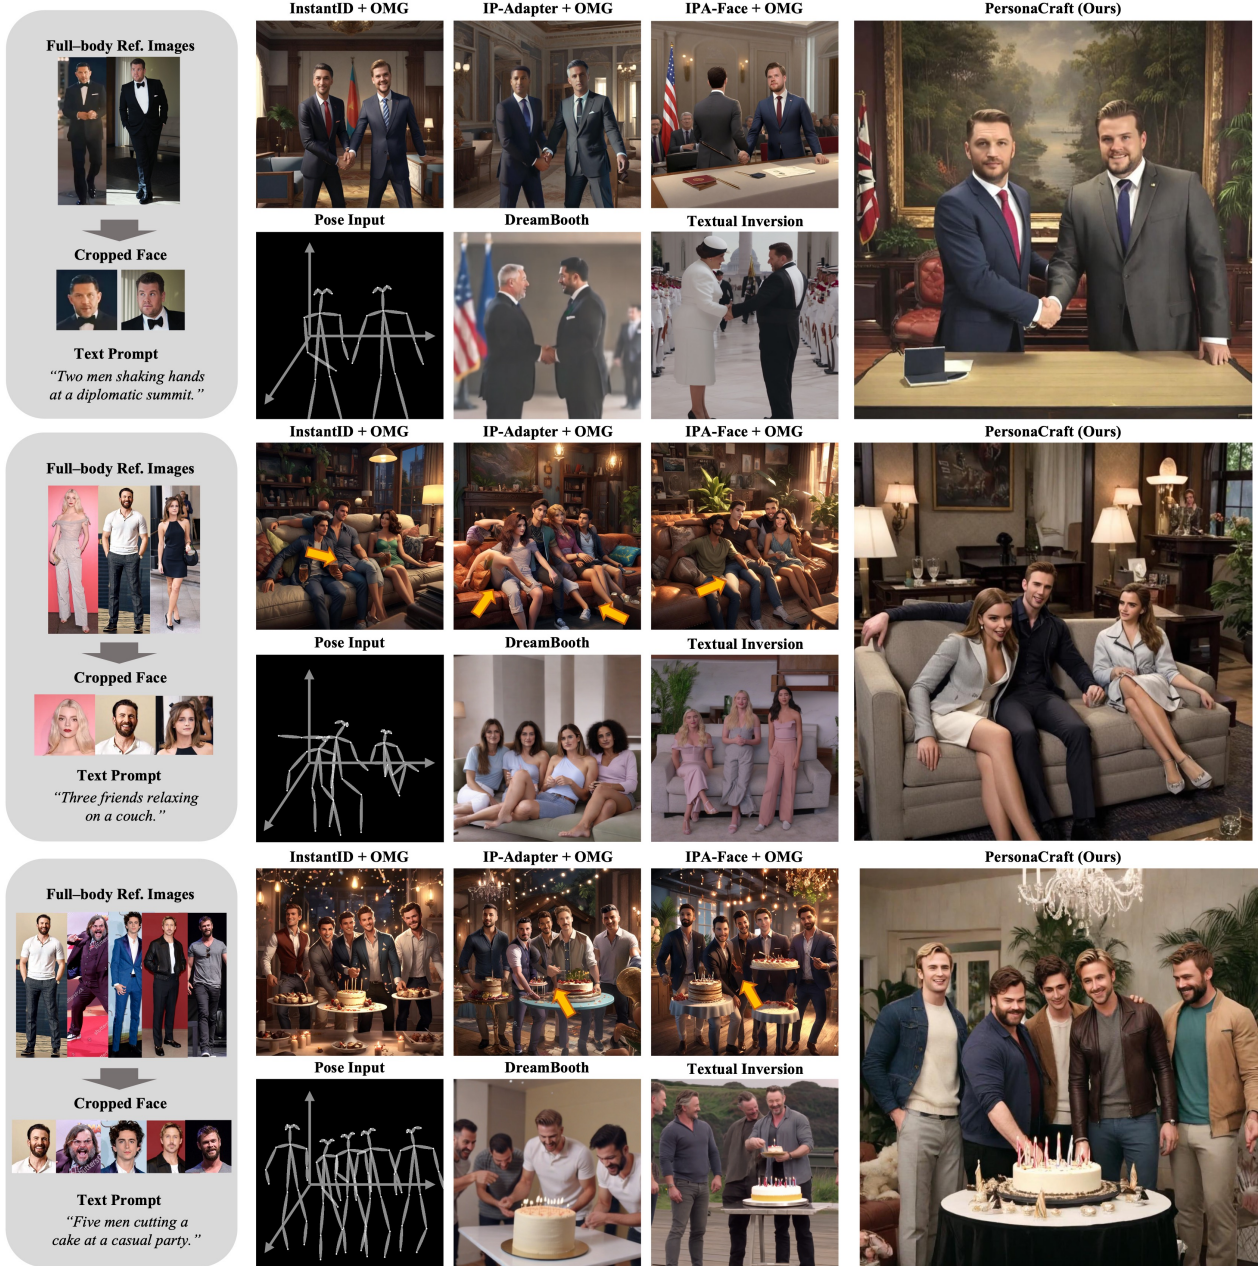 Full–body Ref. Images
Cropped Face
Text Prompt
“Two men shaking hands
at a diplomatic summit.”
InstantID + OMG
IP-Adapter + OMG
IPA-Face + OMG
PersonaCraft (Ours)
Pose Input
DreamBooth
Textual Inversion
Full–body Ref. Images
Cropped Face
Text Prompt
“Three friends relaxing
on a couch.”
InstantID + OMG
IP-Adapter + OMG
IPA-Face + OMG
PersonaCraft (Ours)
Pose Input
DreamBooth
Textual Inversion
Full–body Ref. Images
Cropped Face
Text Prompt
“Five men cutting a
cake at a casual party.”
InstantID + OMG
IP-Adapter + OMG
IPA-Face + OMG
PersonaCraft (Ours)
Pose Input
DreamBooth
Textual Inversion